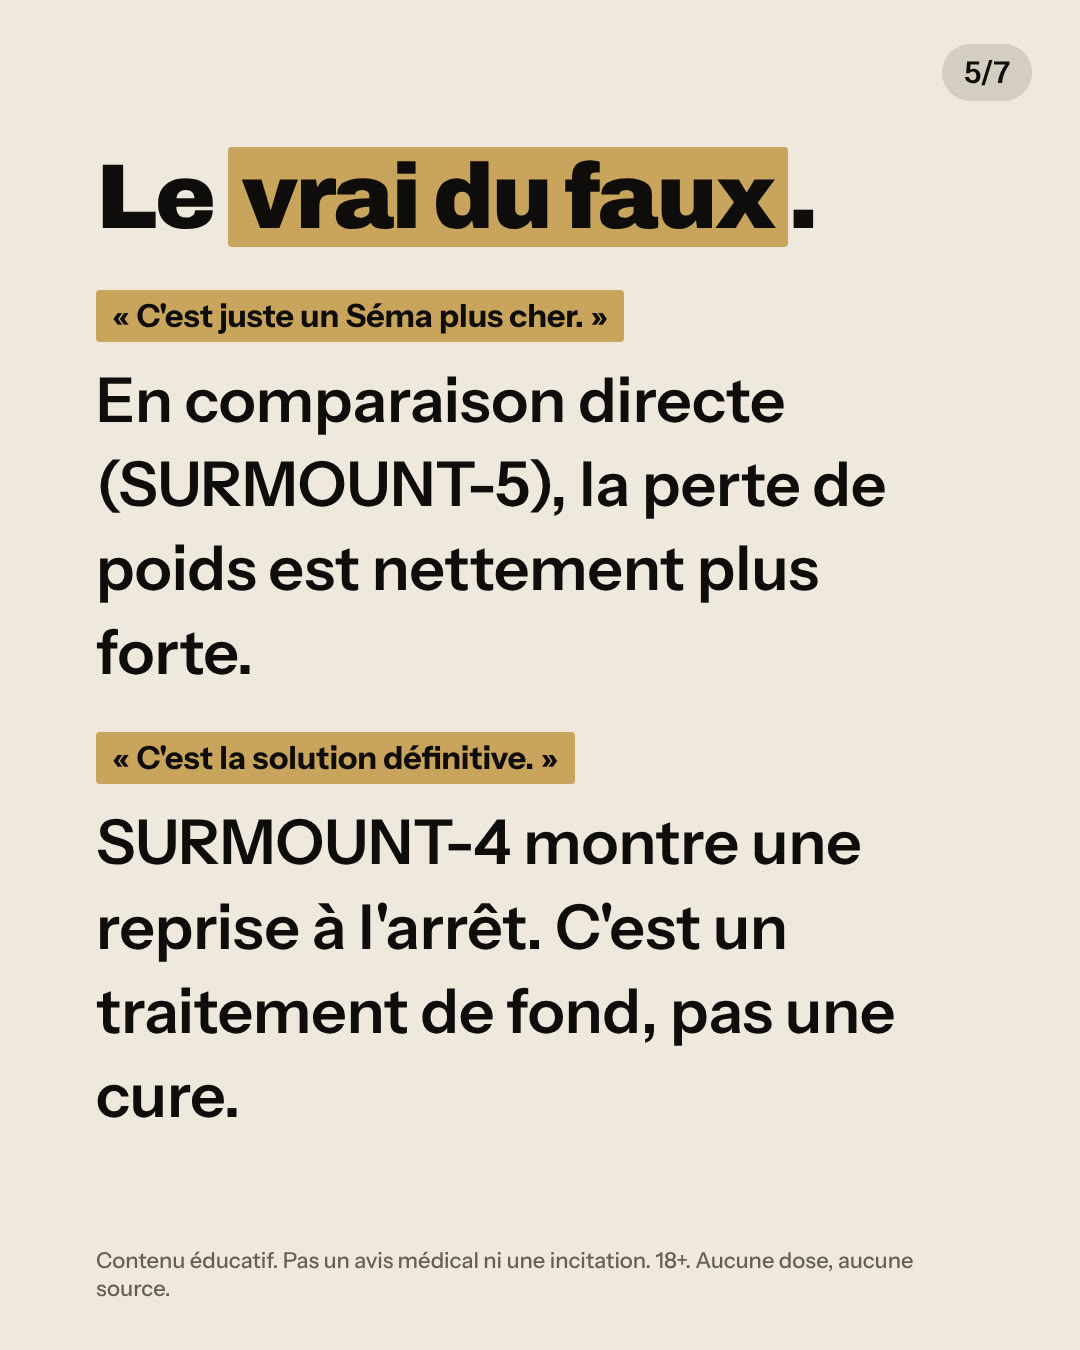 5/7
Le vrai du faux.
« C'est juste un Séma plus cher. »
En comparaison directe
(SURMOUNT-5), la perte de
poids est nettement plus
forte.
« C'est la solution définitive. »
SURMOUNT-4 montre une
reprise à l'arrêt. C'est un
traitement de fond, pas une
cure.
Contenu éducatif. Pas un avis médical ni une incitation. 18+. Aucune dose, aucune
source.